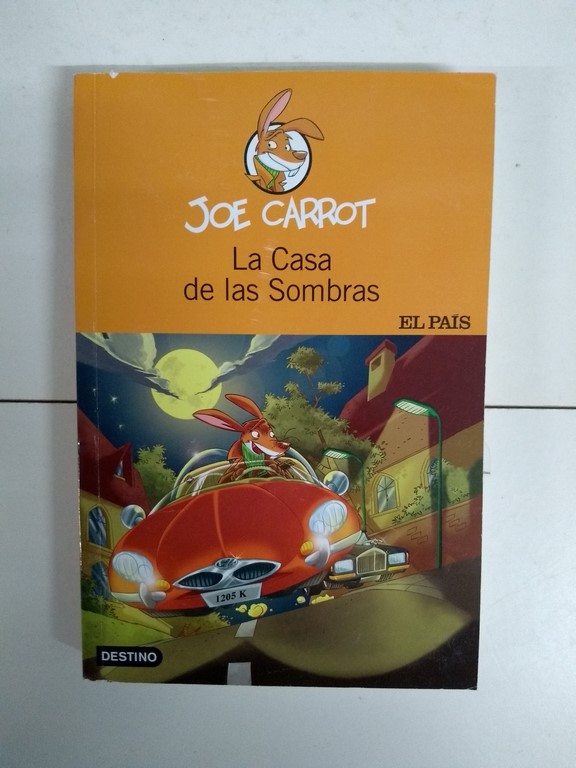 JOE CARROT
La Casa
de las Sombras
EL PAÍS
1205 K
DESTINO